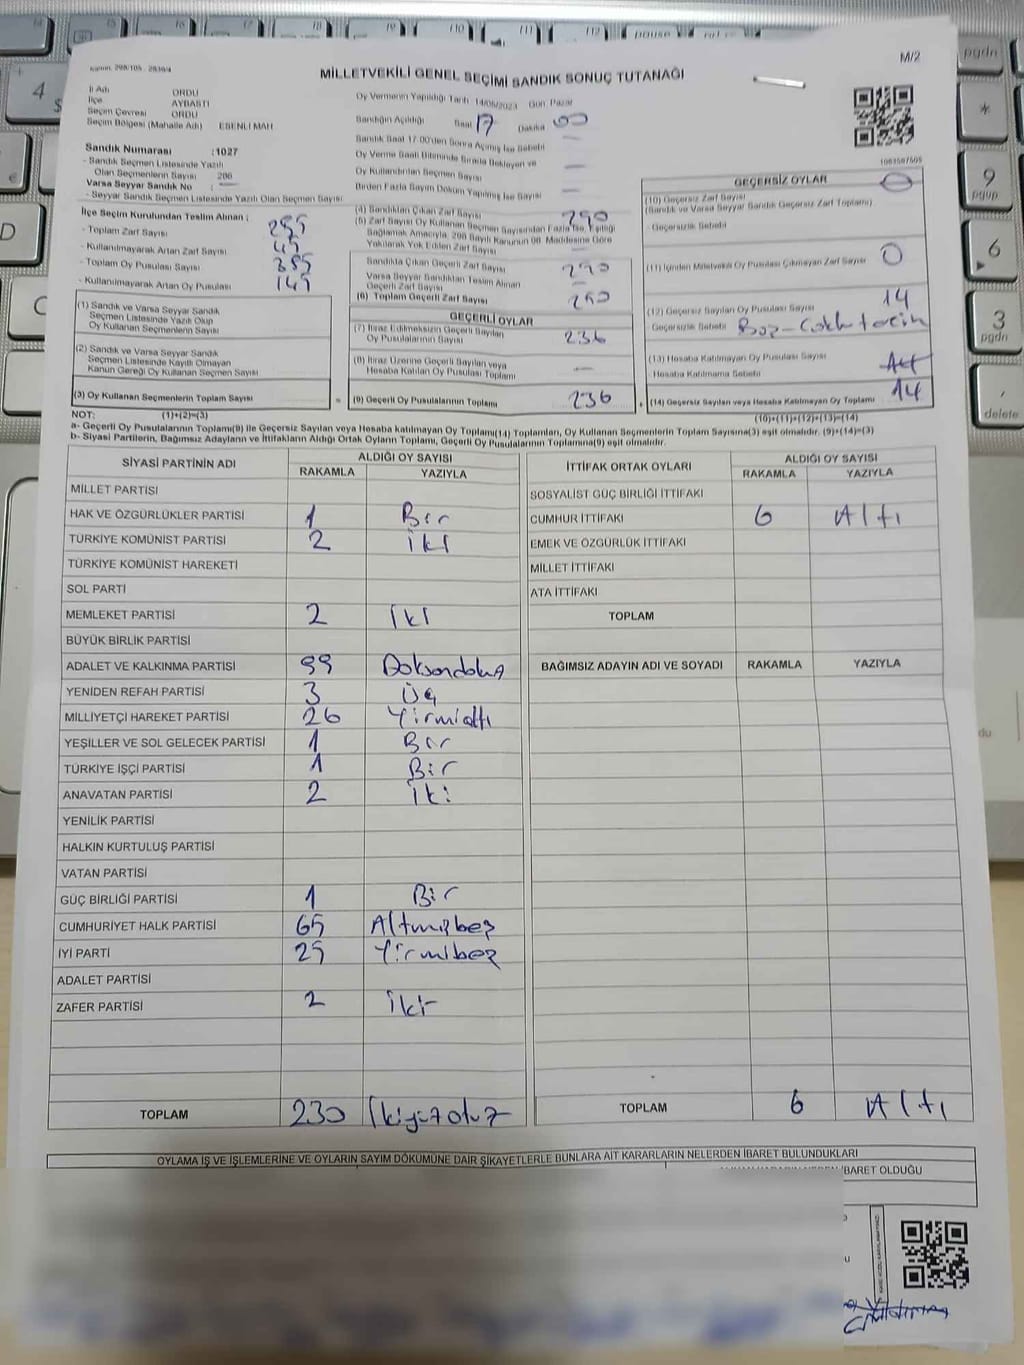 M/2
MİLLETVEKİLİ GENEL SEÇİMİ SANDIK SONUÇ TUTANAĞI
İl Adı ORDU
İlçe AYBASTI
Seçim Çevresi ORDU
Seçim Bölgesi (Mahalle Adı) ESENLİ MAH
Sandık Numarası :1027
- Sandık Seçmen Listesinde Yazılı
Olan Seçmenlerin Sayısı 286
Varsa Seyyar Sandık No :
- Seyyar Sandık Seçmen Listesinde Yazılı Olan Seçmen Sayısı
İlçe Seçim Kurulundan Teslim Alınan :
- Toplam Zarf Sayısı
- Kullanılmayarak Artan Zarf Sayısı
- Toplam Oy Pusulası Sayısı
- Kullanılmayarak Artan Oy Pusulası
(1) Sandık ve Varsa Seyyar Sandık
Seçmen Listesinde Yazılı Olup
Oy Kullanan Seçmenlerin Sayısı
(2) Sandık ve Varsa Seyyar Sandık
Seçmen Listesinde Kayıtlı Olmayan
Kanun Gereği Oy Kullanan Seçmen Sayısı
(3) Oy Kullanan Seçmenlerin Toplam Sayısı =
Oy Vermenin Yapıldığı Tarih 14/05/2023 Gün: Pazar
Sandığın Açıldığı Saat 17 Dakika 00
Sandık Saat 17:00'den Sonra Açılmış İse Sebebi
Oy Verme Saati Bitiminde Sırada Bekleyen ve
Oy Kullandırılan Seçmen Sayısı
Birden Fazla Sayım Döküm Yapılmış İse Sayısı
(4) Sandıktan Çıkan Zarf Sayısı 290
(5) Zarf Sayısı Oy Kullanan Seçmen Sayısından Fazla İse, Eşitliği
Bağlamak Amacıyla, 298 Sayılı Kanunun 98. Maddesine Göre
Yakılarak Yok Edilen Zarf Sayısı
Sandıkta Çıkan Geçerli Zarf Sayısı 290
Varsa Seyyar Sandıktan Teslim Alınan
Geçerli Zarf Sayısı
(6) Toplam Geçerli Zarf Sayısı 250
GEÇERLİ OYLAR
(7) İtiraz Edilmeksizin Geçerli Sayılan
Oy Pusulalarının Sayısı 236
(8) İtiraz Üzerine Geçerli Sayılan veya
Hesaba Katılan Oy Pusulası Toplamı
(9) Geçerli Oy Pusulalarının Toplamı 236 +
1083587505
GEÇERSİZ OYLAR
(10) Geçersiz Zarf Sayısı 0
(Sandık ve Varsa Seyyar Sandık Geçersiz Zarf Toplamı)
Geçersizlik Sebebi
(11) İçinden Milletvekili Oy Pusulası Çıkmayan Zarf Sayısı 0
(12) Geçersiz Oy Pusulası Sayısı 14
Geçersizlik Sebebi
(13) Hesaba Katılmayan Oy Pusulası Sayısı
Hesaba Katılmama Sebebi
(14) Geçersiz Sayılan veya Hesaba Katılmayan Oy Toplamı 14
NOT: (1)+(2)=(3) (10)+(11)+(12)+(13)=(14)
a- Geçerli Oy Pusulalarının Toplamı(9) ile Geçersiz Sayılan veya Hesaba katılmayan Oy Toplamı(14) Toplamları, Oy Kullanan Seçmenlerin Toplam Sayısına(3) eşit olmalıdır. (9)+(14)=(3)
b- Siyasi Partilerin, Bağımsız Adayların ve İttifakların Aldığı Ortak Oyların Toplamı, Geçerli Oy Pusulalarının Toplamına(9) eşit olmalıdır.
SİYASİ PARTİNİN ADI ALDIĞI OY SAYISI
RAKAMLA YAZIYLA
MİLLET PARTİSİ
HAK VE ÖZGÜRLÜKLER PARTİSİ 1 Bir
TÜRKİYE KOMÜNİST PARTİSİ 2 İki
TÜRKİYE KOMÜNİST HAREKETİ
SOL PARTİ
MEMLEKET PARTİSİ 2 İki
BÜYÜK BİRLİK PARTİSİ
ADALET VE KALKINMA PARTİSİ 99 Doksandokuz
YENİDEN REFAH PARTİSİ 3 Üç
MİLLİYETÇİ HAREKET PARTİSİ 26 Yirmialtı
YEŞİLLER VE SOL GELECEK PARTİSİ 1 Bir
TÜRKİYE İŞÇİ PARTİSİ 1 Bir
ANAVATAN PARTİSİ 2 İki
YENİLİK PARTİSİ
HALKIN KURTULUŞ PARTİSİ
VATAN PARTİSİ
GÜÇ BİRLİĞİ PARTİSİ 1 Bir
CUMHURİYET HALK PARTİSİ 65 Altmışbeş
İYİ PARTİ 25 Yirmibeş
ADALET PARTİSİ
ZAFER PARTİSİ 2 İki
TOPLAM 230 İkiyüzotuz
İTTİFAK ORTAK OYLARI ALDIĞI OY SAYISI
RAKAMLA YAZIYLA
SOSYALİST GÜÇ BİRLİĞİ İTTİFAKI
CUMHUR İTTİFAKI 6 Altı
EMEK VE ÖZGÜRLÜK İTTİFAKI
MİLLET İTTİFAKI
ATA İTTİFAKI
TOPLAM
BAĞIMSIZ ADAYIN ADI VE SOYADI RAKAMLA YAZIYLA
TOPLAM 6 Altı
OYLAMA İŞ VE İŞLEMLERİNE VE OYLARIN SAYIM DÖKÜMÜNE DAİR ŞİKAYETLERLE BUNLARA AİT KARARLARIN NELERDEN İBARET BULUNDUKLARI
İBARET OLDUĞU